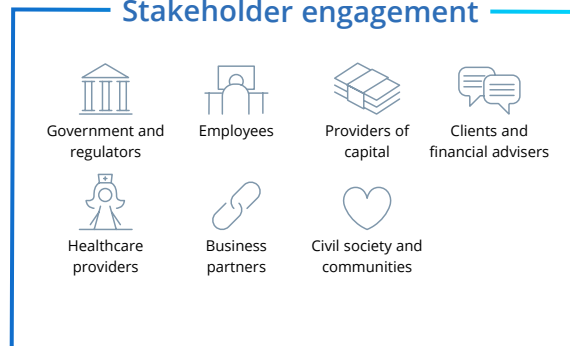 Stakeholder engagement
Government and
regulators
Employees
Providers of
capital
Clients and
financial advisers
Healthcare
providers
Business
partners
Civil society and
communities